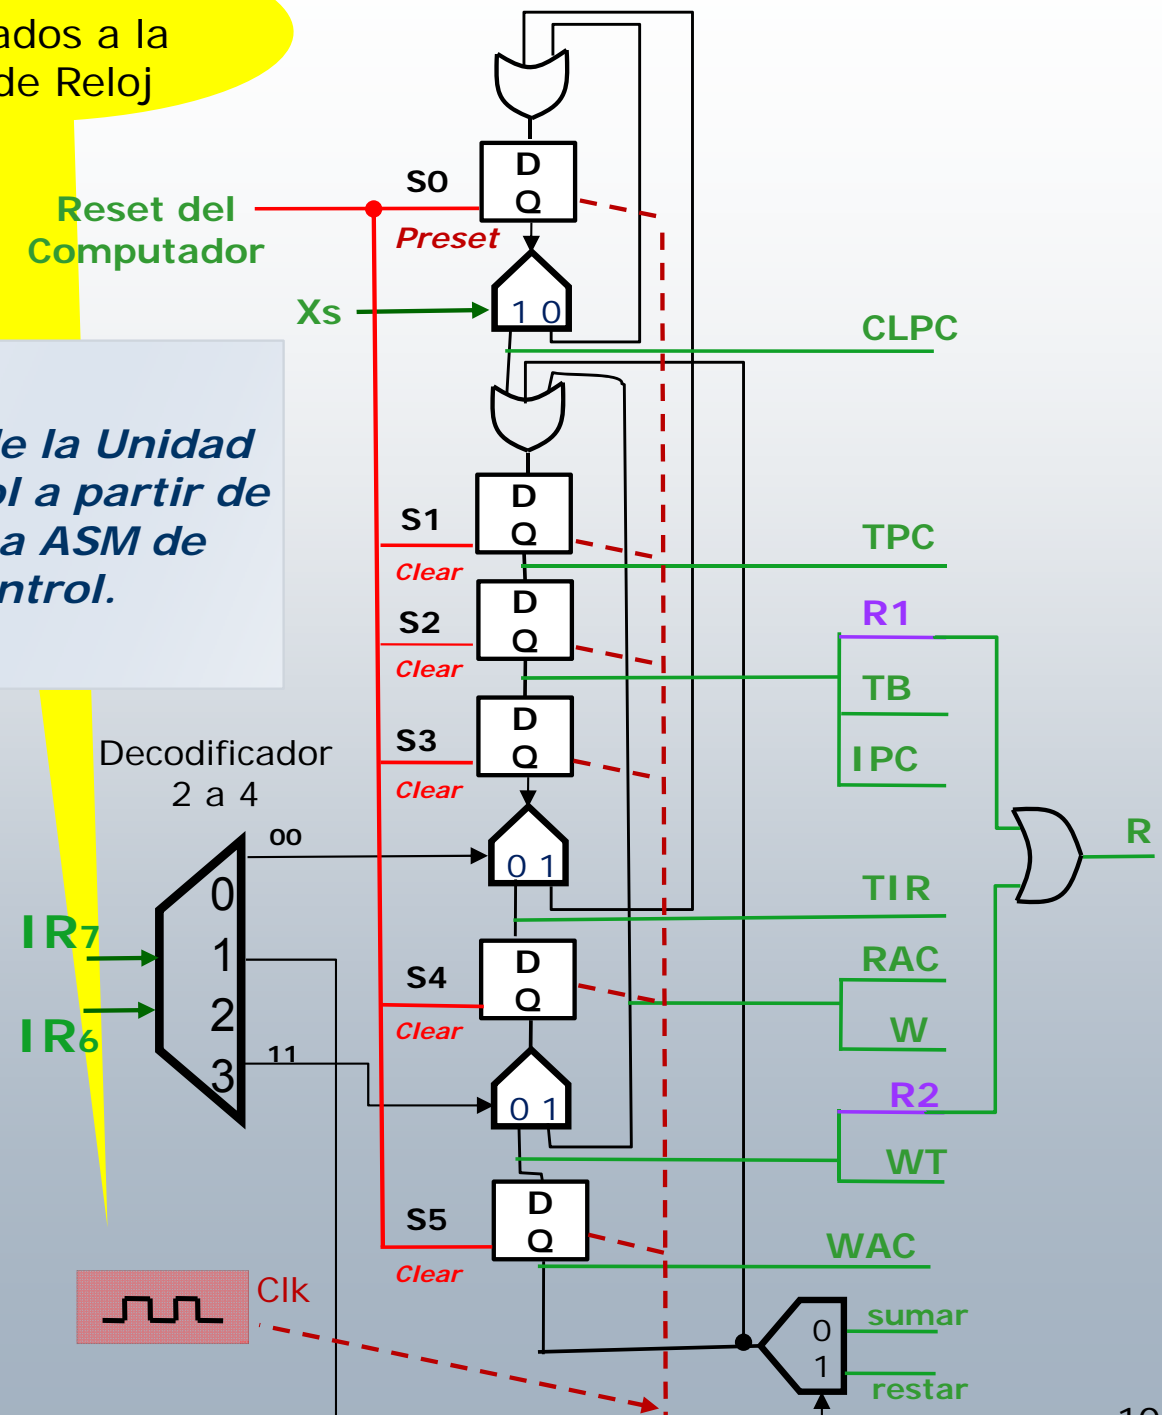 ados a la
de Reloj
Reset del
Computador
S0
D
Q
Preset
Xs
1 0
CLPC
e la Unidad
ol a partir de
a ASM de
ntrol.
S1
D
Q
Clear
TPC
S2
D
Q
Clear
R1
TB
IPC
S3
D
Q
Clear
Decodificador
2 a 4
00
0 1
R
0
1
2
3
IR7
IR6
TIR
S4
D
Q
Clear
RAC
W
11
0 1
R2
WT
S5
D
Q
Clear
WAC
Clk
0
1
sumar
restar
10